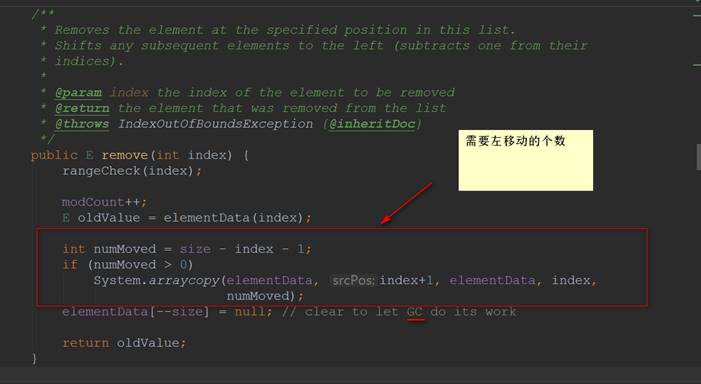 /**
* Removes the element at the specified position in this list.
* Shifts any subsequent elements to the left (subtracts one from their
* indices).
*
* @param index the index of the element to be removed
* @return the element that was removed from the list
* @throws IndexOutOfBoundsException {@inheritDoc}
*/
需要左移动的个数
public E remove(int index) {
rangeCheck(index);
modCount++;
E oldValue = elementData(index);
int numMoved = size - index - 1;
if (numMoved > 0)
System.arraycopy(elementData, srcPos: index+1, elementData, index,
numMoved);
elementData[--size] = null; // clear to let GC do its work
return oldValue;
}